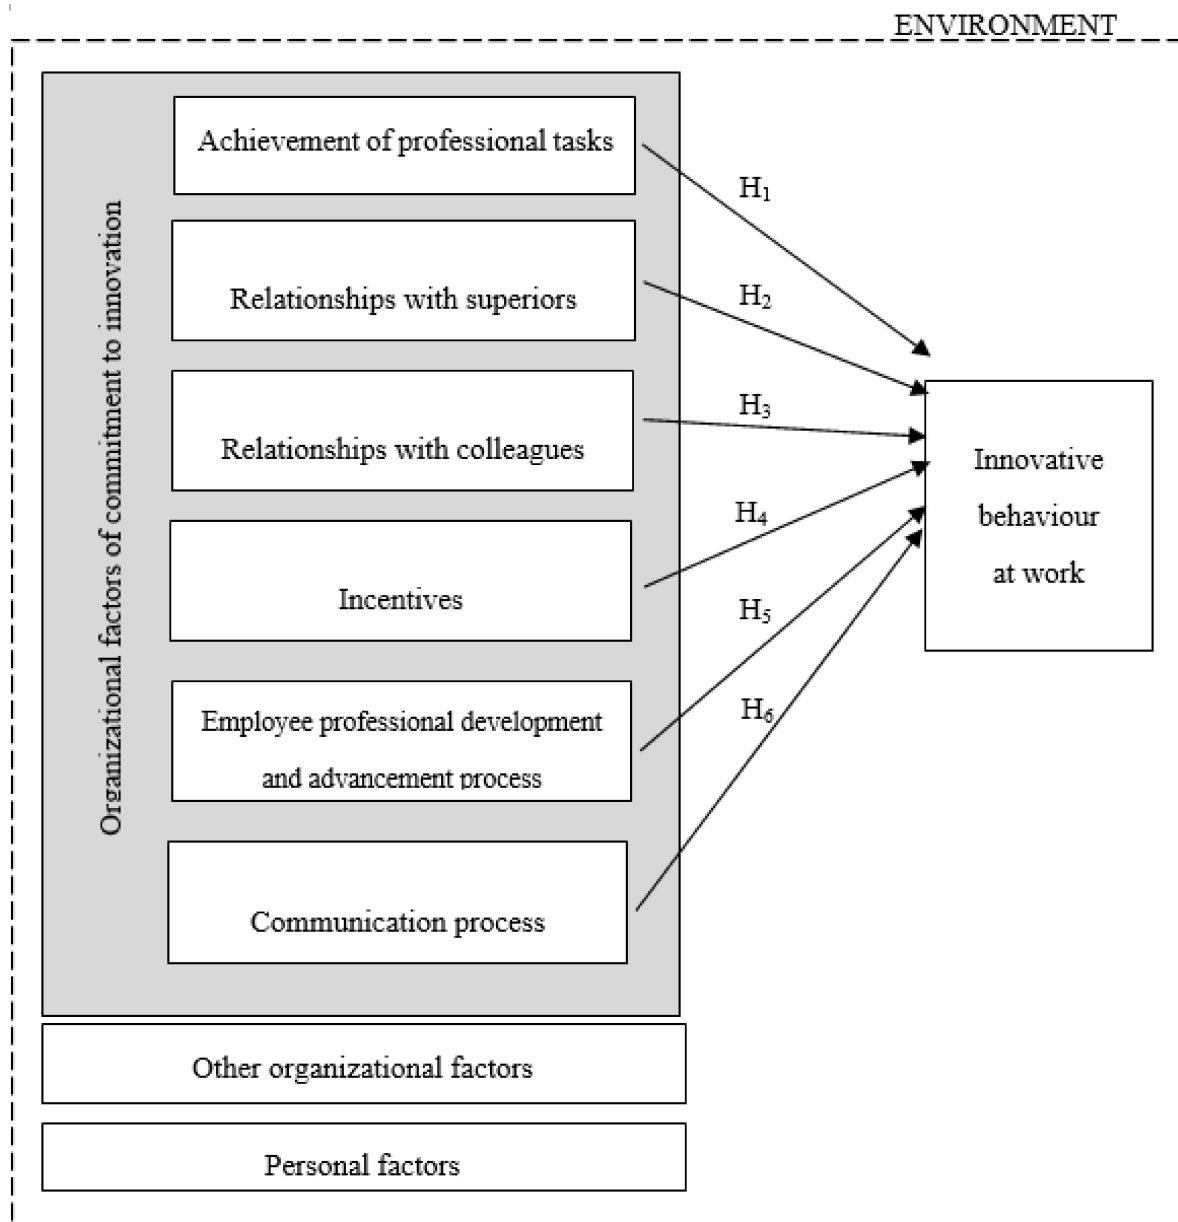 ENVIRONMENT
Organizational factors of commitment to innovation
Achievement of professional tasks
Relationships with superiors
Relationships with colleagues
Incentives
Employee professional development
and advancement process
Communication process
H₁
H₂
H₃
H₄
H₅
H₆
Innovative
behaviour
at work
Other organizational factors
Personal factors